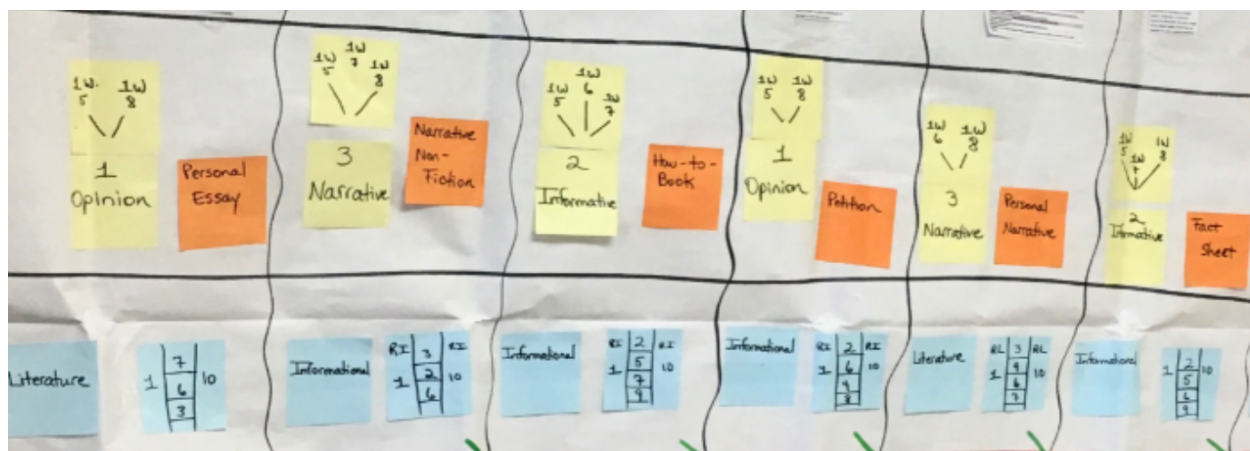 1W. 1W
5 8
1
Opinion
Personal
Essay
1W 1W 1W
5 7 8
3
Narrative
Narrative
Non-
Fiction
1W 1W 1W
5 6 7
2
Informative
How-to-
Book
1W 1W
5 8
1
Opinion
Petition
1W 1W
6 8
3
Narrative
Personal
Narrative
1W 1W 1W
5 7 8
2
Fact
Sheet
Literature
7
1 6 10
3
Informational
RI 3 RI
1 2 10
6
Informational
RI 2 RI
1 5 10
7
9
Informational
RI 2 RI
1 6 10
9
8
Literature
RL 3 RL
1 9 10
6
7
Informational
2
1 5 10
6
9